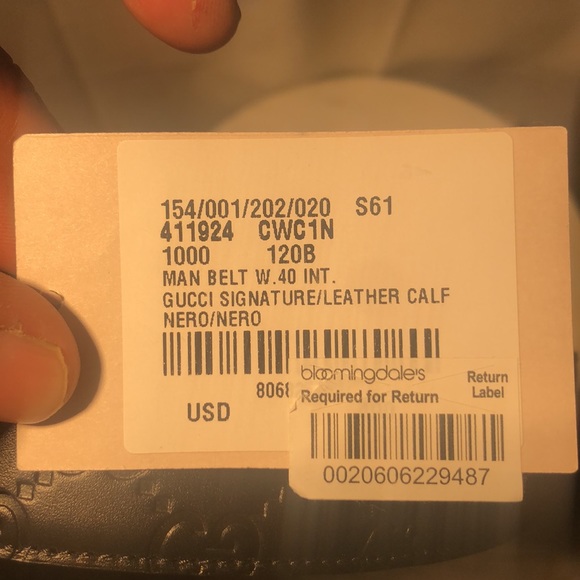 154/001/202/020 S61
411924 CWC1N
1000 120B
MAN BELT W.40 INT.
GUCCI SIGNATURE/LEATHER CALF
NERO/NERO
8068
USD
bloomingdale's Return
Required for Return Label
0020606229487